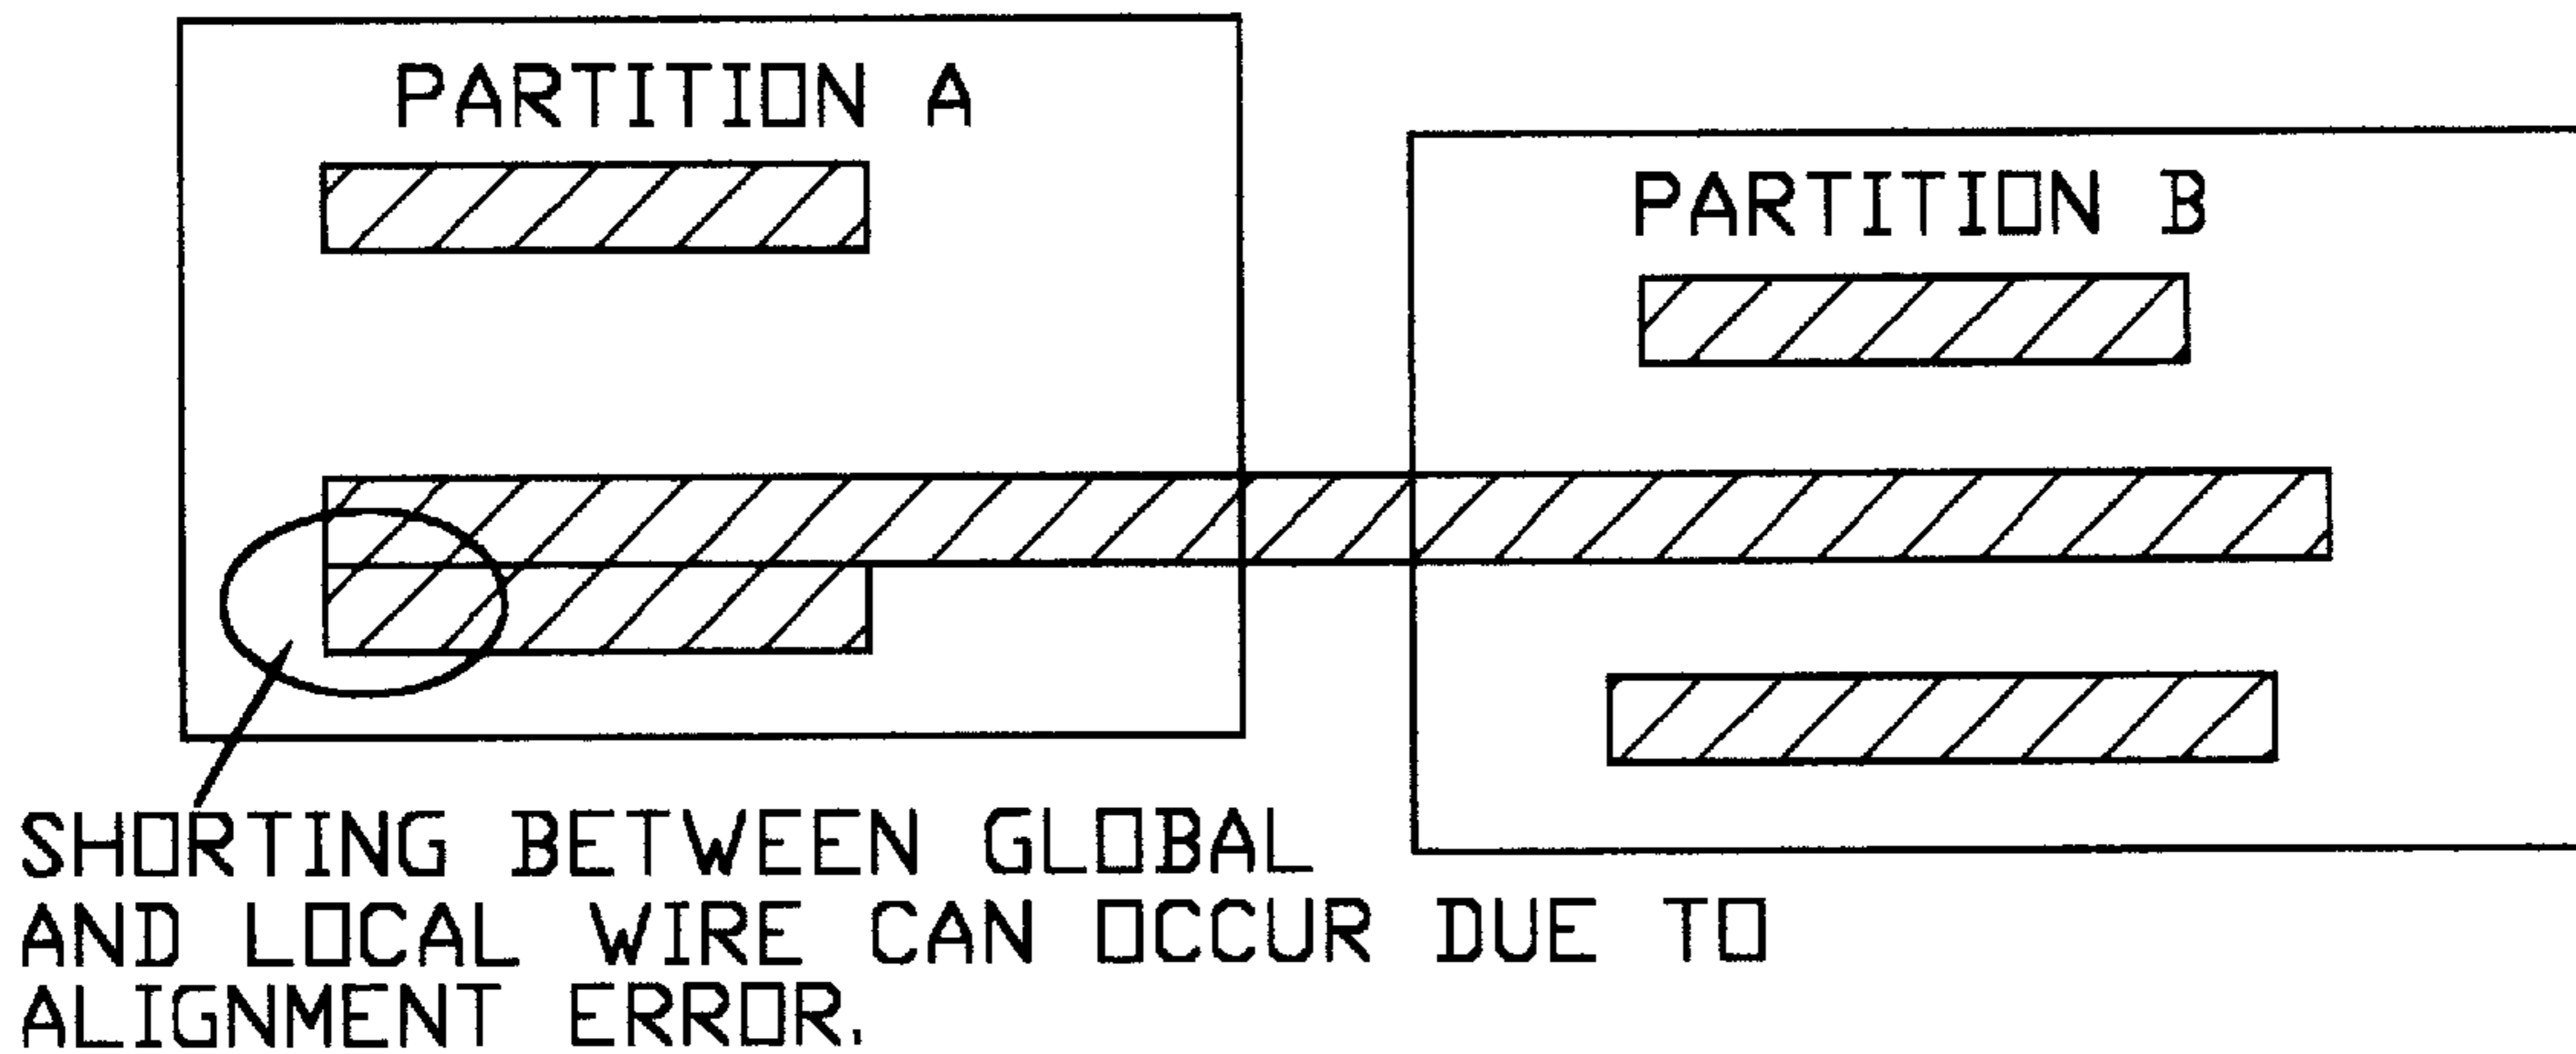 PARTITION A
PARTITION B
SHORTING BETWEEN GLOBAL
AND LOCAL WIRE CAN OCCUR DUE TO
ALIGNMENT ERROR.